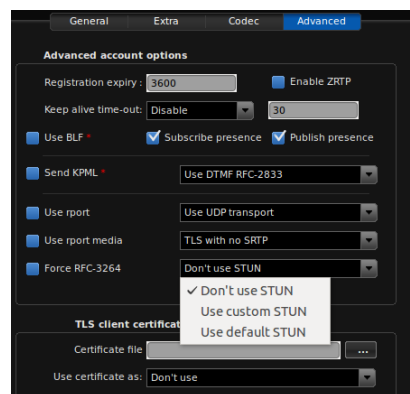 General Extra Codec Advanced
Advanced account options
Registration expiry : 3600 Enable ZRTP
Keep alive time-out: Disable 30
Use BLF * Subscribe presence Publish presence
Send KPML * Use DTMF RFC-2833
Use rport Use UDP transport
Use rport media TLS with no SRTP
Force RFC-3264 Don't use STUN
✓ Don't use STUN
Use custom STUN
Use default STUN
TLS client certificat
Certificate file ...
Use certificate as: Don't use